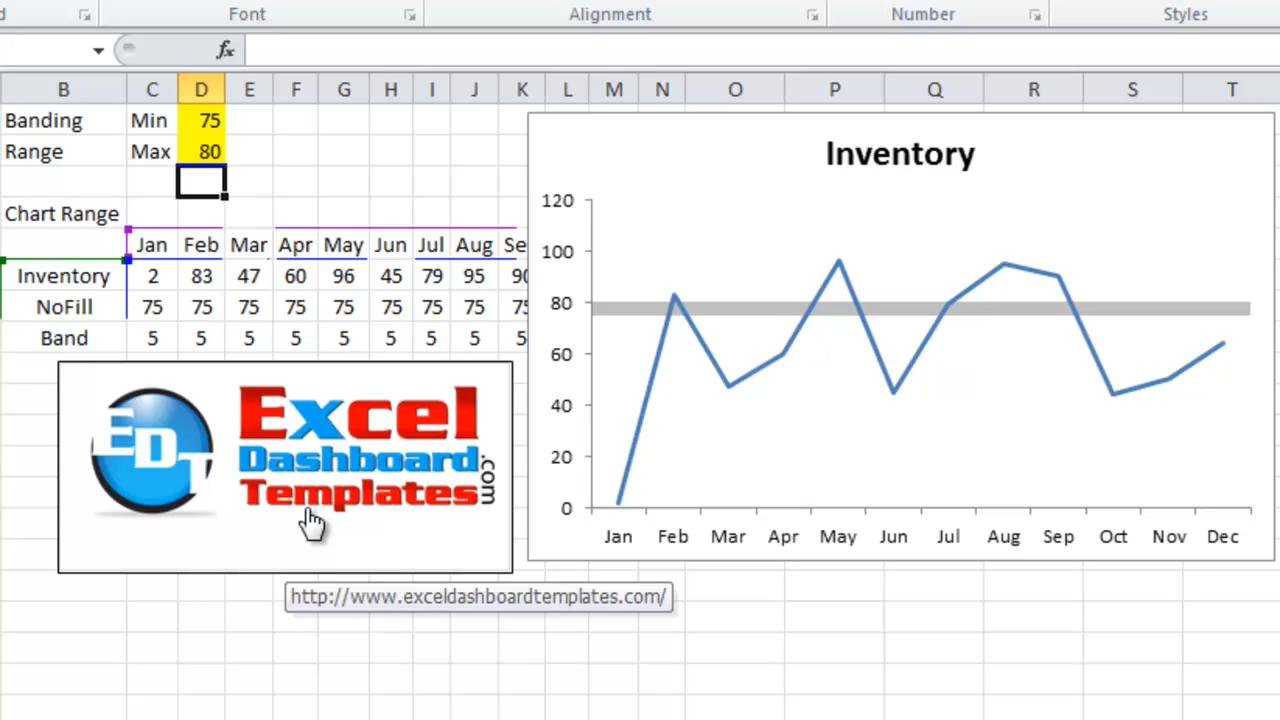 Font Alignment Number Styles
fx
B C D E F G H I J K L M N O P Q R S T
Banding Min 75
Range Max 80
Chart Range
Jan Feb Mar Apr May Jun Jul Aug Se
Inventory 2 83 47 60 96 45 79 95 90
NoFill 75 75 75 75 75 75 75 75 75
Band 5 5 5 5 5 5 5 5 5
EDT
Excel
Dashboard
Templates
.com
http://www.exceldashboardtemplates.com/
Inventory
120
100
80
60
40
20
0
Jan Feb Mar Apr May Jun Jul Aug Sep Oct Nov Dec